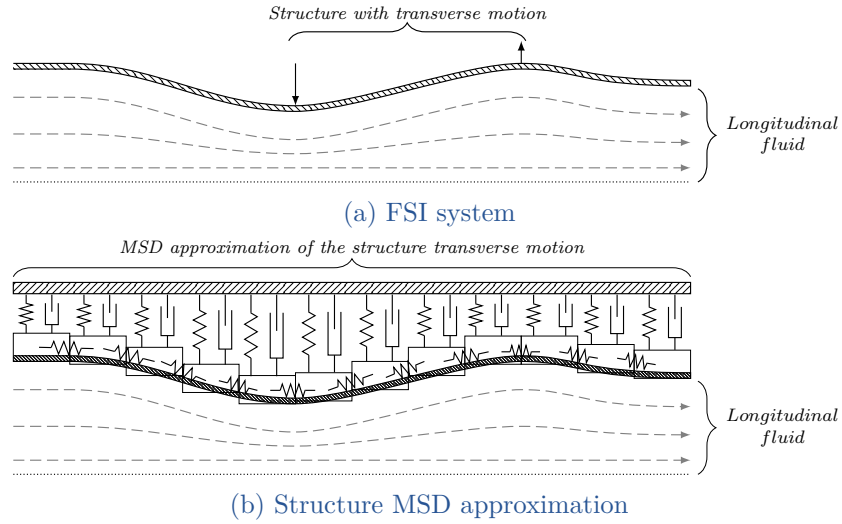 Structure with transverse motion
Longitudinal
fluid
(a) FSI system
MSD approximation of the structure transverse motion
Longitudinal
fluid
(b) Structure MSD approximation